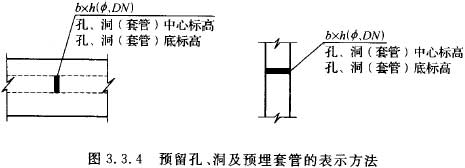 b×h(ϕ,DN)
孔、洞(套管)中心标高
孔、洞(套管)底标高
b×h(ϕ,DN)
孔、洞(套管)中心标高
孔、洞(套管)底标高
图 3.3.4 预留孔、洞及预埋套管的表示方法